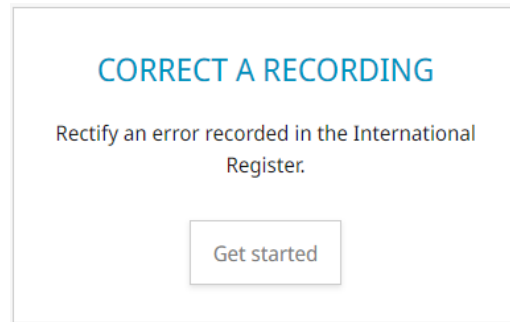 CORRECT A RECORDING
Rectify an error recorded in the International
Register.
Get started